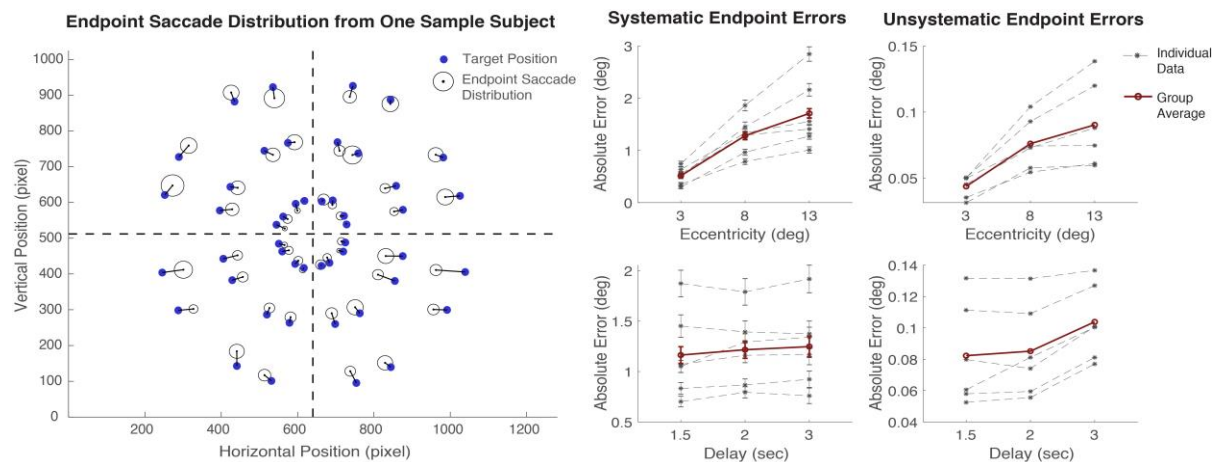 Endpoint Saccade Distribution from One Sample Subject
Target Position
Endpoint Saccade
Distribution
Vertical Position (pixel)
1000
900
800
700
600
500
400
300
200
100
0
0
200
400
600
800
1000
1200
Horizontal Position (pixel)
Systematic Endpoint Errors
Absolute Error (deg)
3
2
1
0
3
8
13
Eccentricity (deg)
Absolute Error (deg)
2
1.5
1
0.5
1.5
2
3
Delay (sec)
Unsystematic Endpoint Errors
Absolute Error (deg)
0.15
0.1
0.05
3
8
13
Eccentricity (deg)
Individual
Data
Group
Average
Absolute Error (deg)
0.14
0.12
0.1
0.08
0.06
0.04
1.5
2
3
Delay (sec)